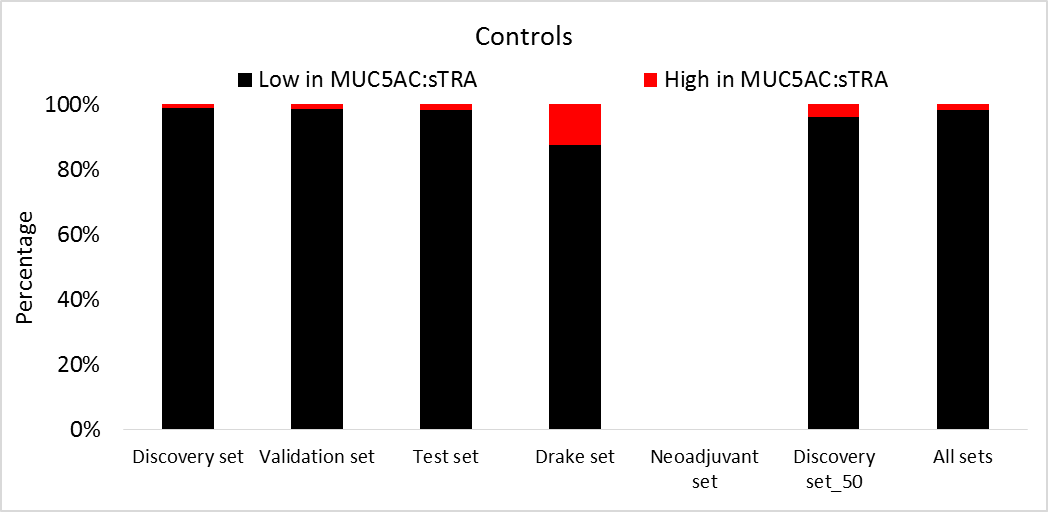 Controls
Low in MUC5AC:sTRA High in MUC5AC:sTRA
100%
80%
60%
40%
20%
0%
Percentage
Discovery set Validation set Test set Drake set Neoadjuvant set Discovery set_50 All sets